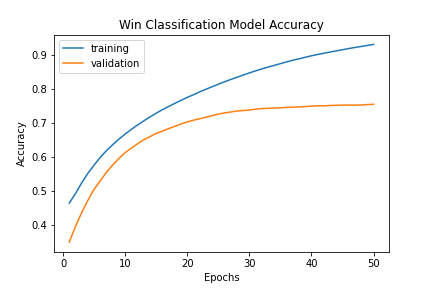 Win Classification Model Accuracy
training
validation
Accuracy
0.9
0.8
0.7
0.6
0.5
0.4
0 10 20 30 40 50
Epochs